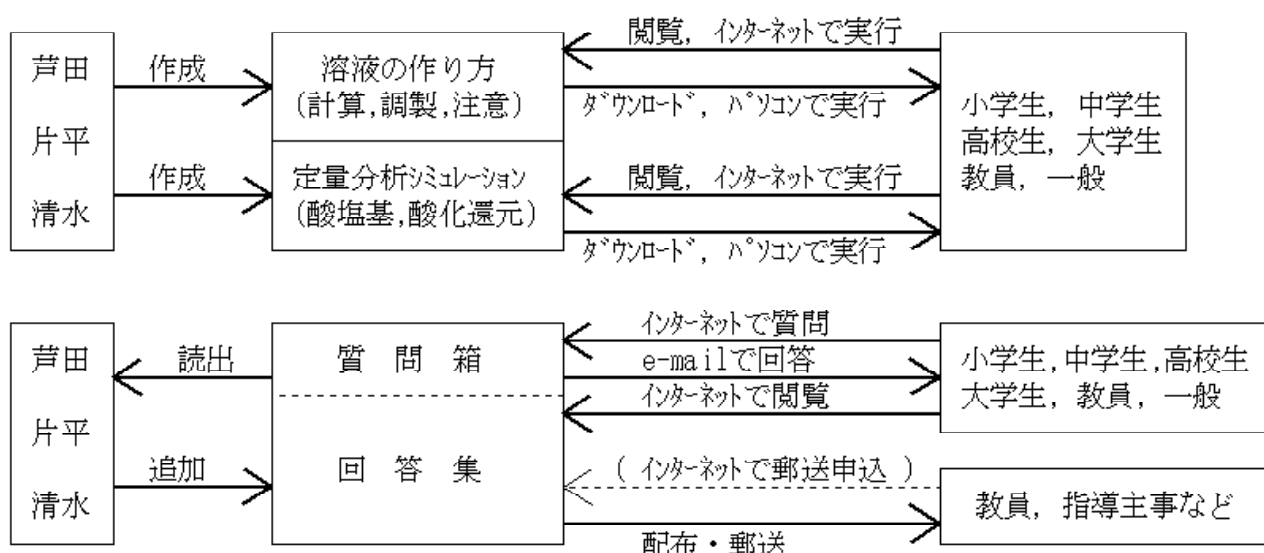 芦田
片平
清水
作成
作成
溶液の作り方
(計算,調製,注意)
定量分析ｼﾐｭﾚｰｼｮﾝ
(酸塩基,酸化還元)
閲覧, ｲﾝﾀｰﾈｯﾄで実行
ﾀﾞｳﾝﾛｰﾄﾞ, ﾊﾟｿｺﾝで実行
閲覧, ｲﾝﾀｰﾈｯﾄで実行
ﾀﾞｳﾝﾛｰﾄﾞ, ﾊﾟｿｺﾝで実行
小学生, 中学生
高校生, 大学生
教員, 一般
芦田
片平
清水
読出
追加
質 問 箱
回 答 集
ｲﾝﾀｰﾈｯﾄで質問
e-mailで回答
ｲﾝﾀｰﾈｯﾄで閲覧
( ｲﾝﾀｰﾈｯﾄで郵送申込 )
配布・郵送
小学生,中学生,高校生
大学生, 教員, 一般
教員, 指導主事など